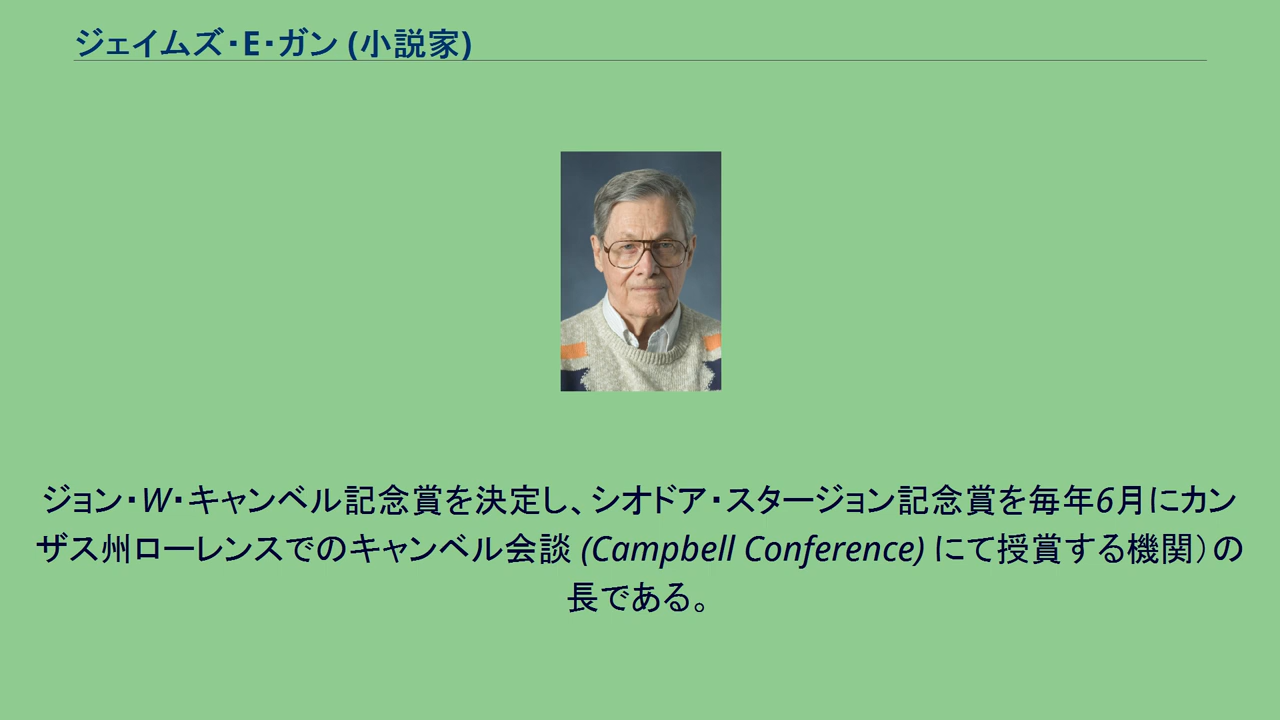 ジェイムズ・E・ガン (小説家)
ジョン・W・キャンベル記念賞を決定し、シオドア・スタージョン記念賞を毎年6月にカン
ザス州ローレンスでのキャンベル会談 (Campbell Conference) にて授賞する機関）の
長である。